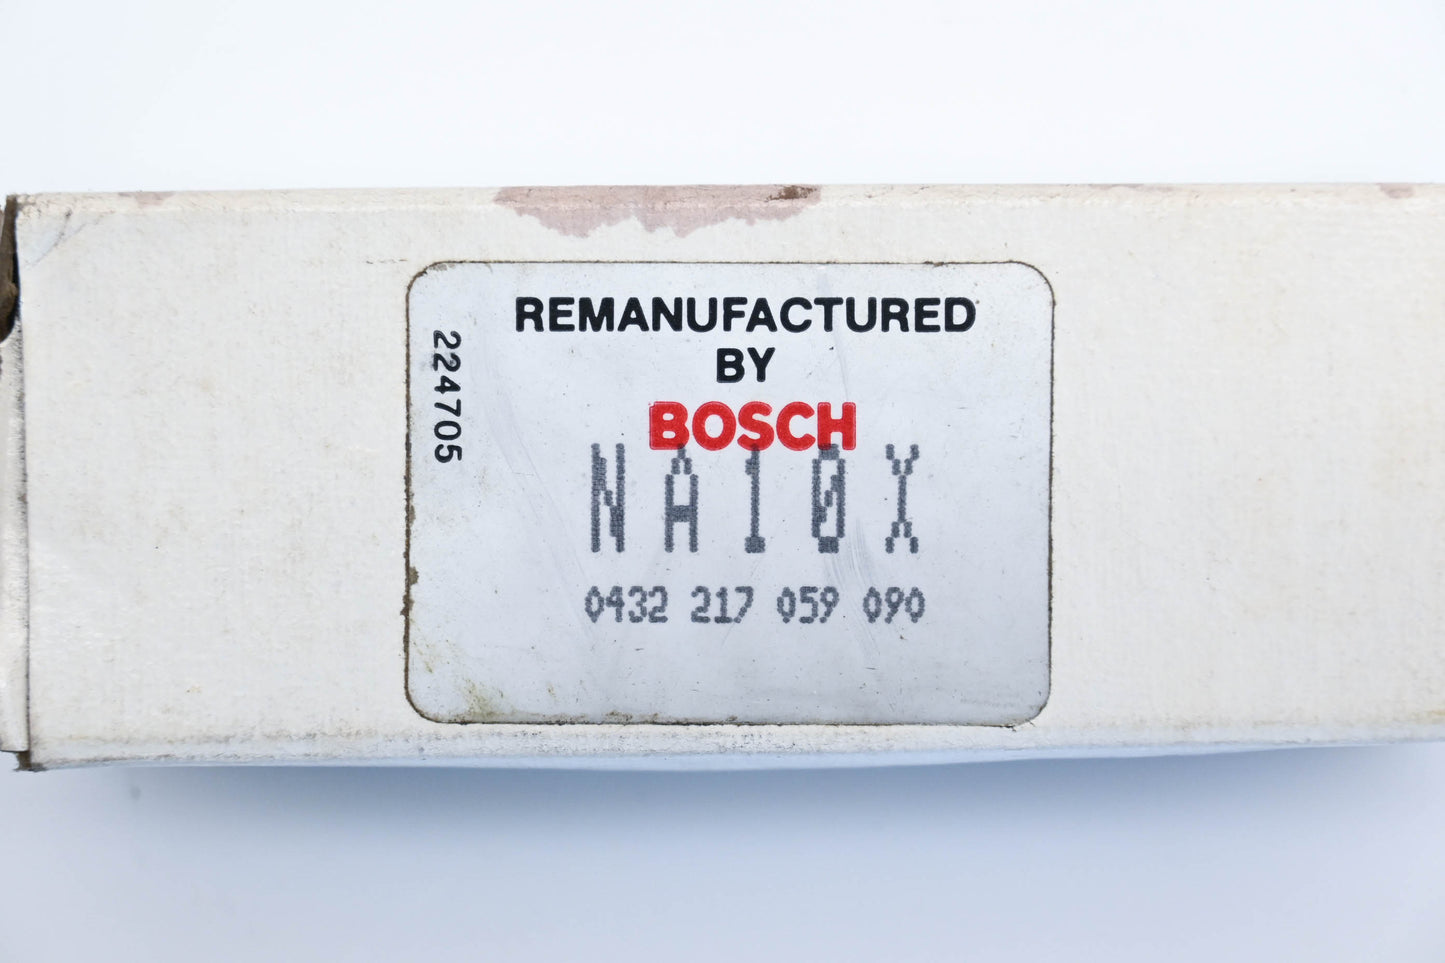 REMANUFACTURED
BY
BOSCH
NA10X
0432 217 059 090
224705